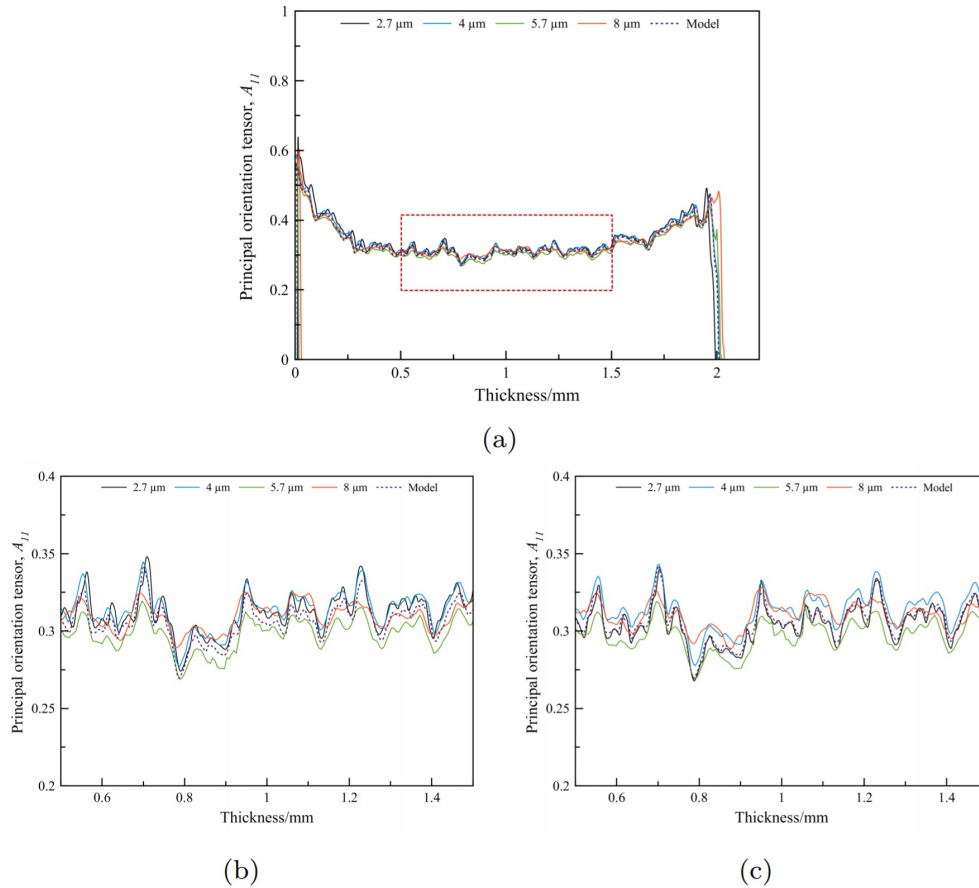 2.7 µm 4 µm 5.7 µm 8 µm Model
Principal orientation tensor, A11
1
0.8
0.6
0.4
0.2
0
0 0.5 1 1.5 2
Thickness/mm
(a)
2.7 µm 4 µm 5.7 µm 8 µm Model
Principal orientation tensor, A11
0.4
0.35
0.3
0.25
0.2
0.6 0.8 1 1.2 1.4
Thickness/mm
(b)
2.7 µm 4 µm 5.7 µm 8 µm Model
Principal orientation tensor, A11
0.4
0.35
0.3
0.25
0.2
0.6 0.8 1 1.2 1.4
Thickness/mm
(c)